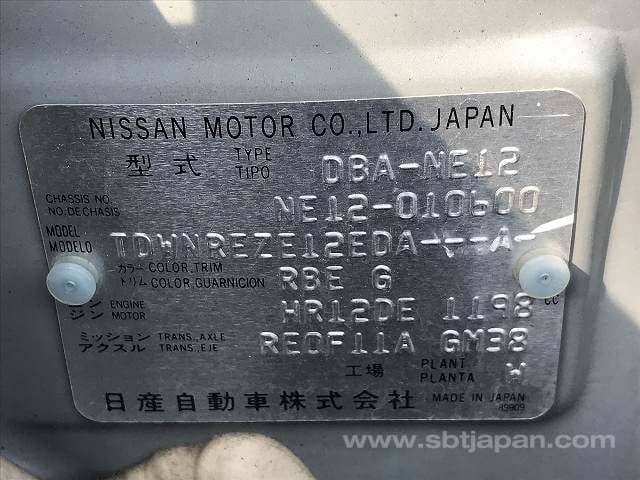 NISSAN MOTOR CO.,LTD. JAPAN
型式 TYPE TIPO DBA-NE12
CHASSIS NO. NO.DE CHASIS NE12-010600
MODEL MODELO TDWNREZE12EDA-----A-
カラー トリム COLOR,TRIM COLOR,GUARNICION RBE G
ジン ENGINE MOTOR HR12DE 1198 CC
ミッション アクスル TRANS.,AXLE TRANS.,EJE RE0F11A GM38
工場 PLANT PLANTA W
日産自動車株式会社 MADE IN JAPAN
A9909
www.sbtjapan.com